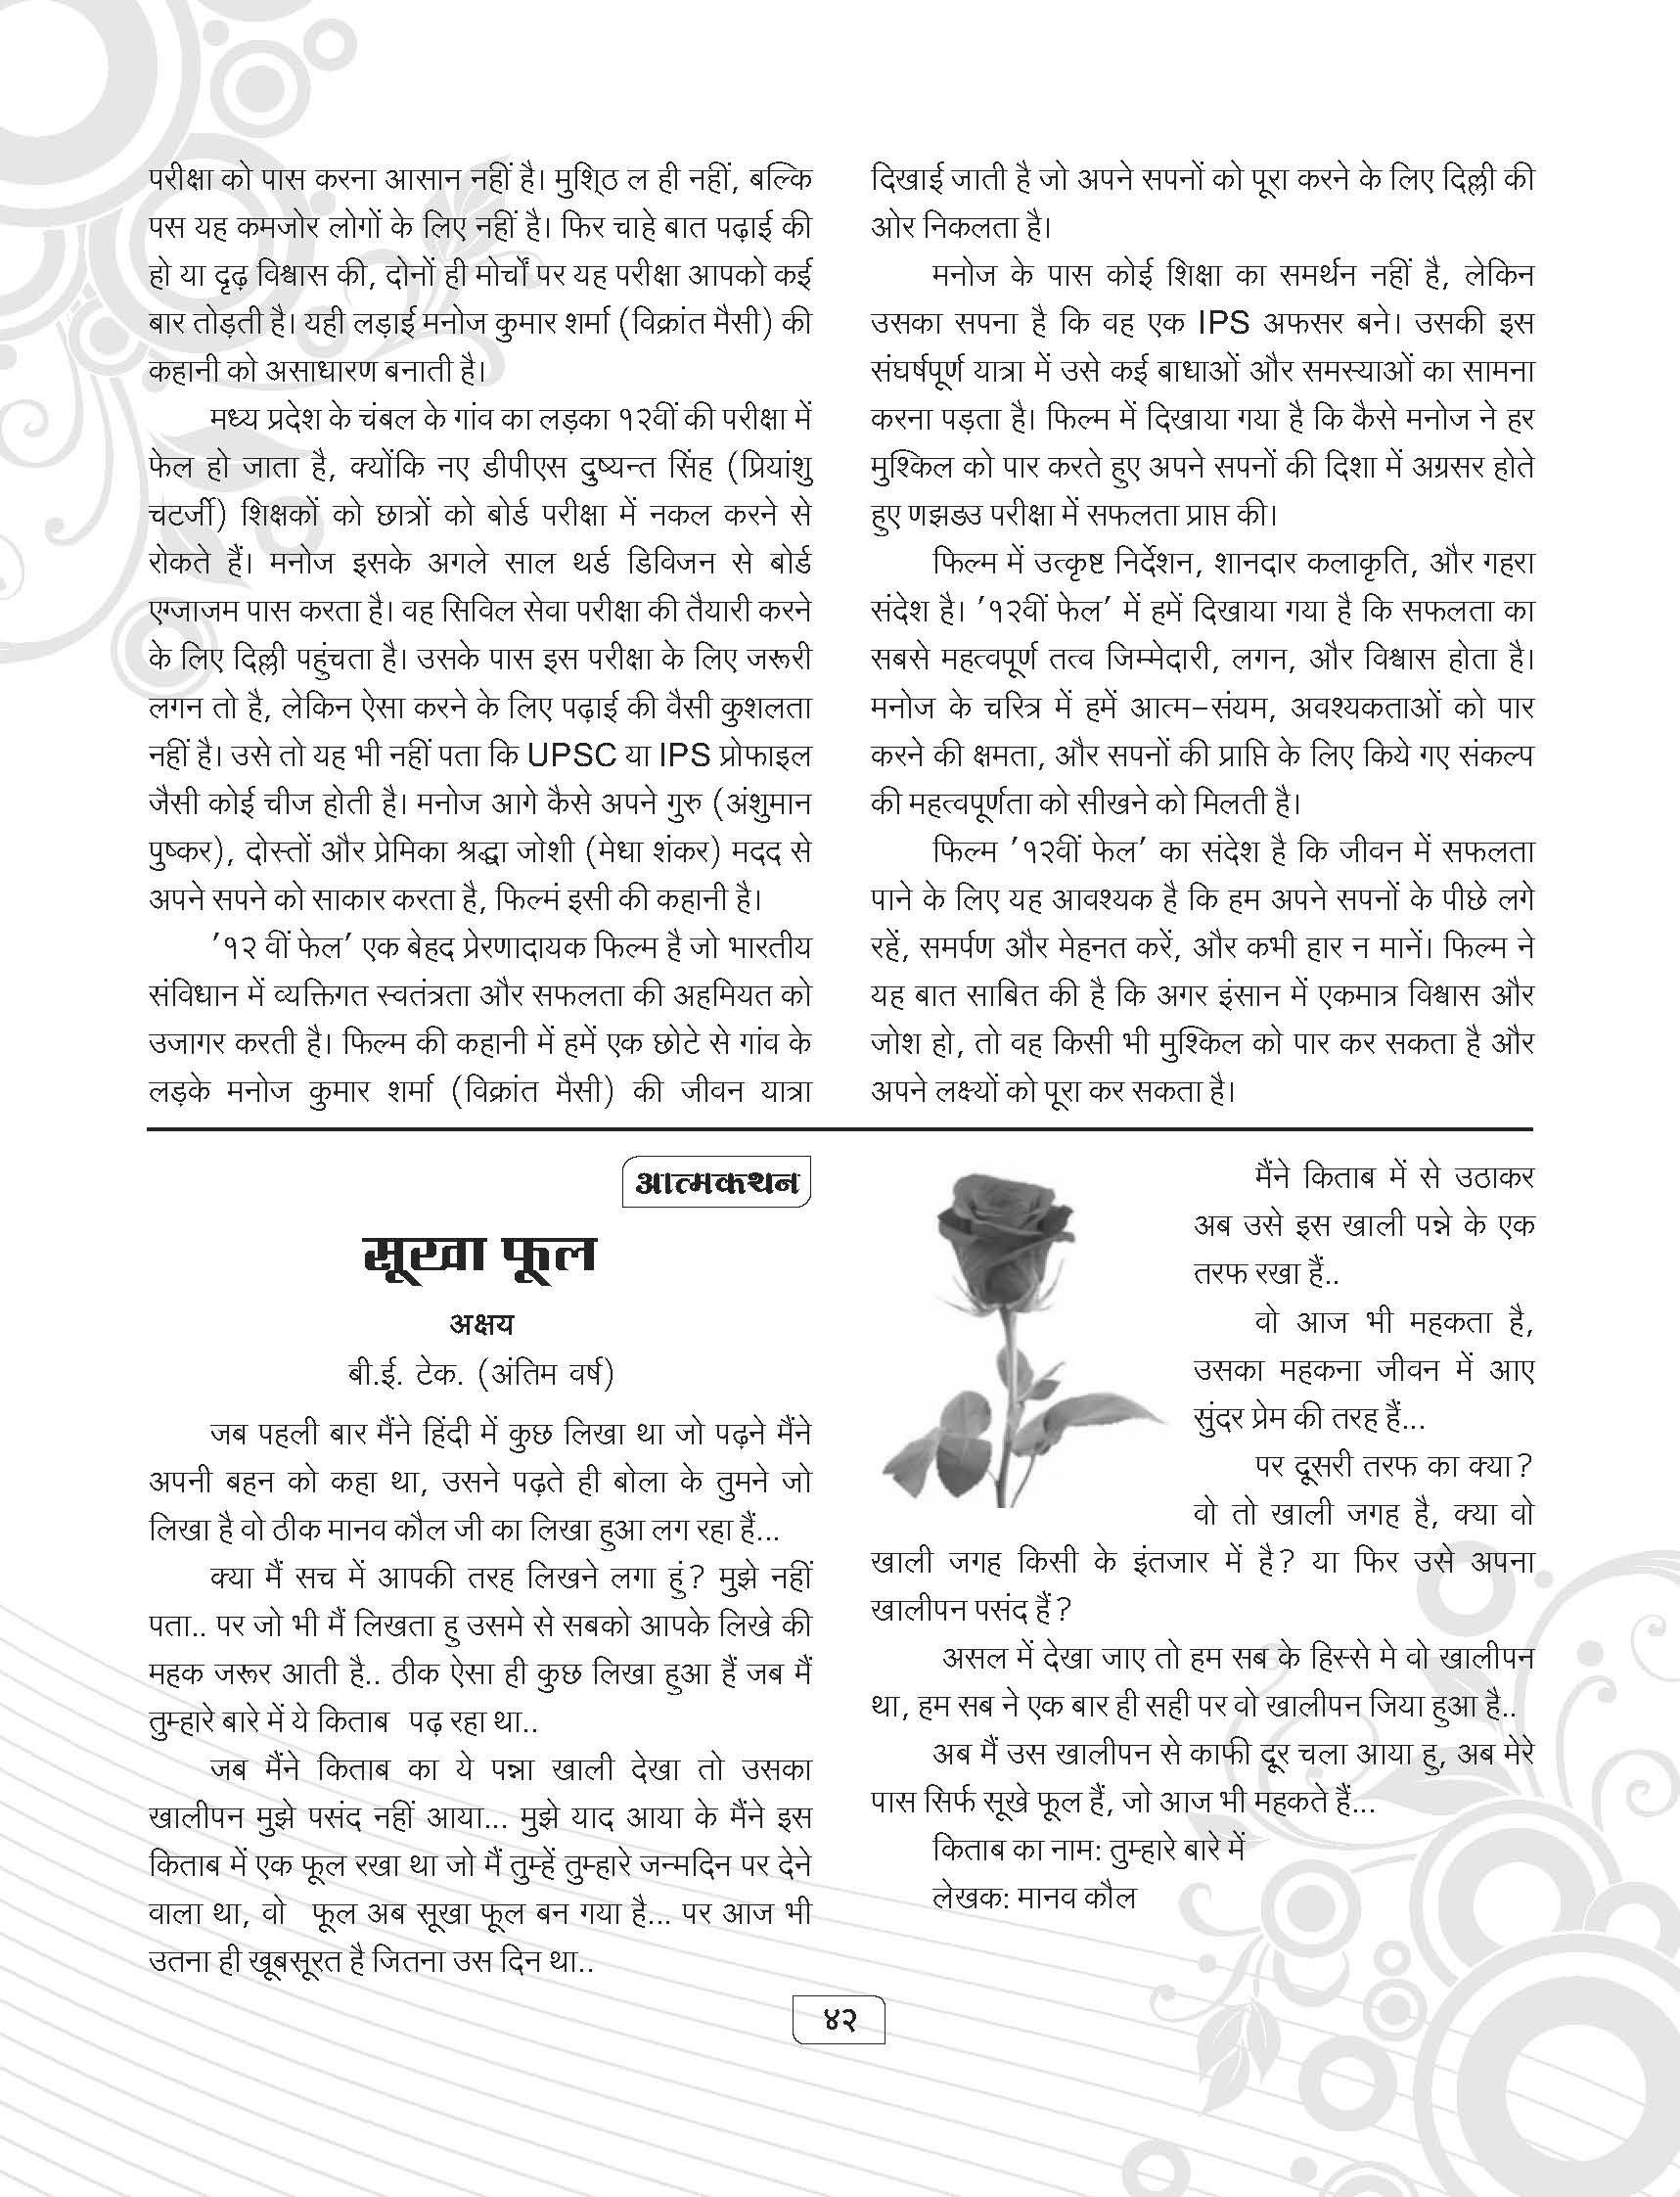 परीक्षा को पास करना आसान नहीं है। मुश्ठि ल ही नहीं, बल्कि
पस यह कमजोर लोगों के लिए नहीं है। फिर चाहे बात पढ़ाई की
हो या दृढ़ विश्वास की, दोनों ही मोर्चों पर यह परीक्षा आपको कई
बार तोड़ती है। यही लड़ाई मनोज कुमार शर्मा (विक्रांत मैसी) की
कहानी को असाधारण बनाती है।
मध्य प्रदेश के चंबल के गांव का लड़का १२वीं की परीक्षा में
फेल हो जाता है, क्योंकि नए डीपीएस दुष्यन्त सिंह (प्रियांशु
चटर्जी) शिक्षकों को छात्रों को बोर्ड परीक्षा में नकल करने से
रोकते हैं। मनोज इसके अगले साल थर्ड डिविजन से बोर्ड
एग्जाजम पास करता है। वह सिविल सेवा परीक्षा की तैयारी करने
के लिए दिल्ली पहुंचता है। उसके पास इस परीक्षा के लिए जरूरी
लगन तो है, लेकिन ऐसा करने के लिए पढ़ाई की वैसी कुशलता
नहीं है। उसे तो यह भी नहीं पता कि UPSC या IPS प्रोफाइल
जैसी कोई चीज होती है। मनोज आगे कैसे अपने गुरु (अंशुमान
पुष्कर), दोस्तों और प्रेमिका श्रद्धा जोशी (मेधा शंकर) मदद से
अपने सपने को साकार करता है, फिल्मं इसी की कहानी है।
'१२ वीं फेल' एक बेहद प्रेरणादायक फिल्म है जो भारतीय
संविधान में व्यक्तिगत स्वतंत्रता और सफलता की अहमियत को
उजागर करती है। फिल्म की कहानी में हमें एक छोटे से गांव के
लड़के मनोज कुमार शर्मा (विक्रांत मैसी) की जीवन यात्रा
दिखाई जाती है जो अपने सपनों को पूरा करने के लिए दिल्ली की
ओर निकलता है।
मनोज के पास कोई शिक्षा का समर्थन नहीं है, लेकिन
उसका सपना है कि वह एक IPS अफसर बने। उसकी इस
संघर्षपूर्ण यात्रा में उसे कई बाधाओं और समस्याओं का सामना
करना पड़ता है। फिल्म में दिखाया गया है कि कैसे मनोज ने हर
मुश्किल को पार करते हुए अपने सपनों की दिशा में अग्रसर होते
हुए णझडउ परीक्षा में सफलता प्राप्त की।
फिल्म में उत्कृष्ट निर्देशन, शानदार कलाकृति, और गहरा
संदेश है। '१२वीं फेल' में हमें दिखाया गया है कि सफलता का
सबसे महत्वपूर्ण तत्व जिम्मेदारी, लगन, और विश्वास होता है।
मनोज के चरित्र में हमें आत्म-संयम, अवश्यकताओं को पार
करने की क्षमता, और सपनों की प्राप्ति के लिए किये गए संकल्प
की महत्वपूर्णता को सीखने को मिलती है।
फिल्म '१२वीं फेल' का संदेश है कि जीवन में सफलता
पाने के लिए यह आवश्यक है कि हम अपने सपनों के पीछे लगे
रहें, समर्पण और मेहनत करें, और कभी हार न मानें। फिल्म ने
यह बात साबित की है कि अगर इंसान में एकमात्र विश्वास और
जोश हो, तो वह किसी भी मुश्किल को पार कर सकता है और
अपने लक्ष्यों को पूरा कर सकता है।
आत्मकथन
सूखा फूल
अक्षय
बी.ई. टेक. (अंतिम वर्ष)
जब पहली बार मैंने हिंदी में कुछ लिखा था जो पढ़ने मैंने
अपनी बहन को कहा था, उसने पढ़ते ही बोला के तुमने जो
लिखा है वो ठीक मानव कौल जी का लिखा हुआ लग रहा हैं...
क्या मैं सच में आपकी तरह लिखने लगा हुं? मुझे नहीं
पता.. पर जो भी मैं लिखता हु उसमे से सबको आपके लिखे की
महक जरूर आती है.. ठीक ऐसा ही कुछ लिखा हुआ हैं जब मैं
तुम्हारे बारे में ये किताब पढ़ रहा था..
जब मैंने किताब का ये पन्ना खाली देखा तो उसका
खालीपन मुझे पसंद नहीं आया... मुझे याद आया के मैंने इस
किताब में एक फूल रखा था जो मैं तुम्हें तुम्हारे जन्मदिन पर देने
वाला था, वो फूल अब सूखा फूल बन गया है... पर आज भी
उतना ही खूबसूरत है जितना उस दिन था..
मैंने किताब में से उठाकर
अब उसे इस खाली पन्ने के एक
तरफ रखा हैं..
वो आज भी महकता है,
उसका महकना जीवन में आए
सुंदर प्रेम की तरह हैं...
पर दूसरी तरफ का क्या?
वो तो खाली जगह है, क्या वो
खाली जगह किसी के इंतजार में है? या फिर उसे अपना
खालीपन पसंद हैं?
असल में देखा जाए तो हम सब के हिस्से मे वो खालीपन
था, हम सब ने एक बार ही सही पर वो खालीपन जिया हुआ है..
अब मैं उस खालीपन से काफी दूर चला आया हु, अब मेरे
पास सिर्फ सूखे फूल हैं, जो आज भी महकते हैं...
किताब का नाम: तुम्हारे बारे में
लेखक: मानव कौल
४२